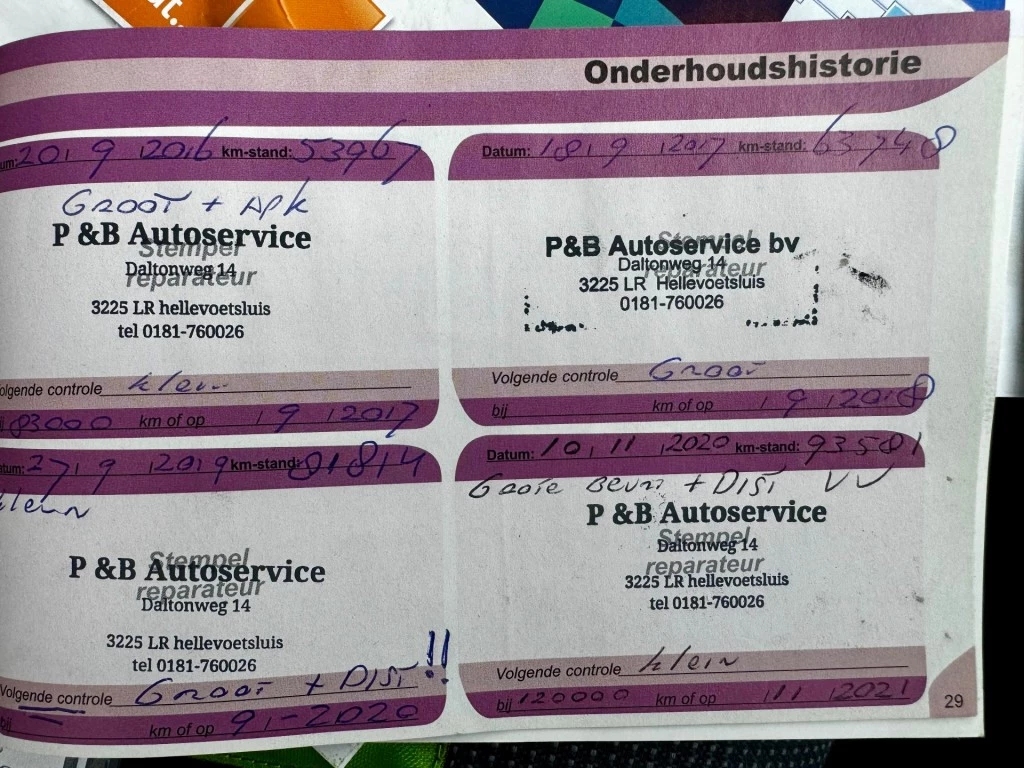 Onderhoudshistorie
um: 20 9 2016 km-stand: 53967
GROOT + APK
P &B Autoservice
Stempel
Daltonweg 14
reparateur
3225 LR hellevoetsluis
tel 0181-760026
olgende controle klein
83000 km of op 1 9 2017
Datum: 18 9 2017 km-stand: 63748
P&B Autoservice bv
Stempel
Daltonweg 14
reparateur
3225 LR Hellevoetsluis
0181-760026
Volgende controle Groot
bij km of op 1 9 2018
atum: 27 9 2019 km-stand: 81814
klein
P &B Autoservice
Stempel
reparateur
Daltonweg 14
3225 LR hellevoetsluis
tel 0181-760026
Volgende controle Groot + DIST !!
bij km of op 9,-2020
Datum: 10, 11 2020 km-stand: 93581
+ DIST
P &B Autoservice
Stempel
Daltonweg 14
reparateur
3225 LR hellevoetsluis
tel 0181-760026
Volgende controle klein
bij 120000 km of op 11 2021
29